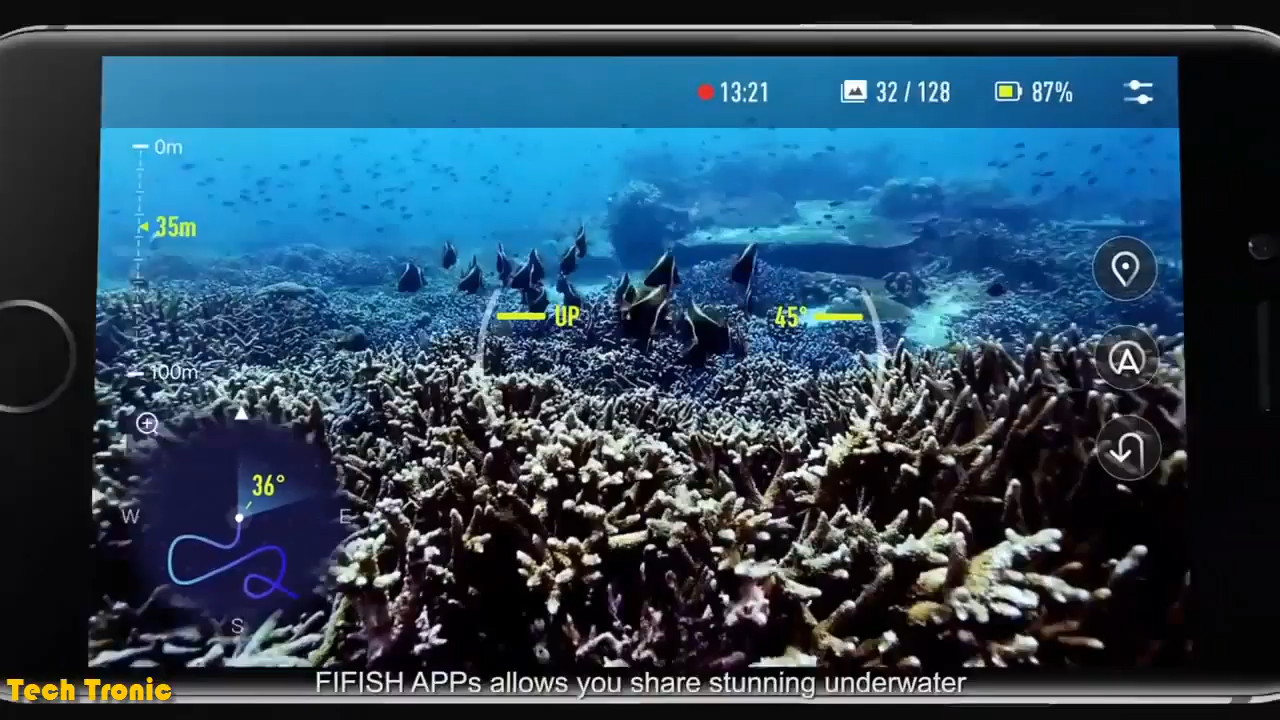 13:21
32 / 128
87%
0m
35m
UP
45°
100m
36°
W
E
S
Tech Tronic
FIFISH APPs allows you share stunning underwater